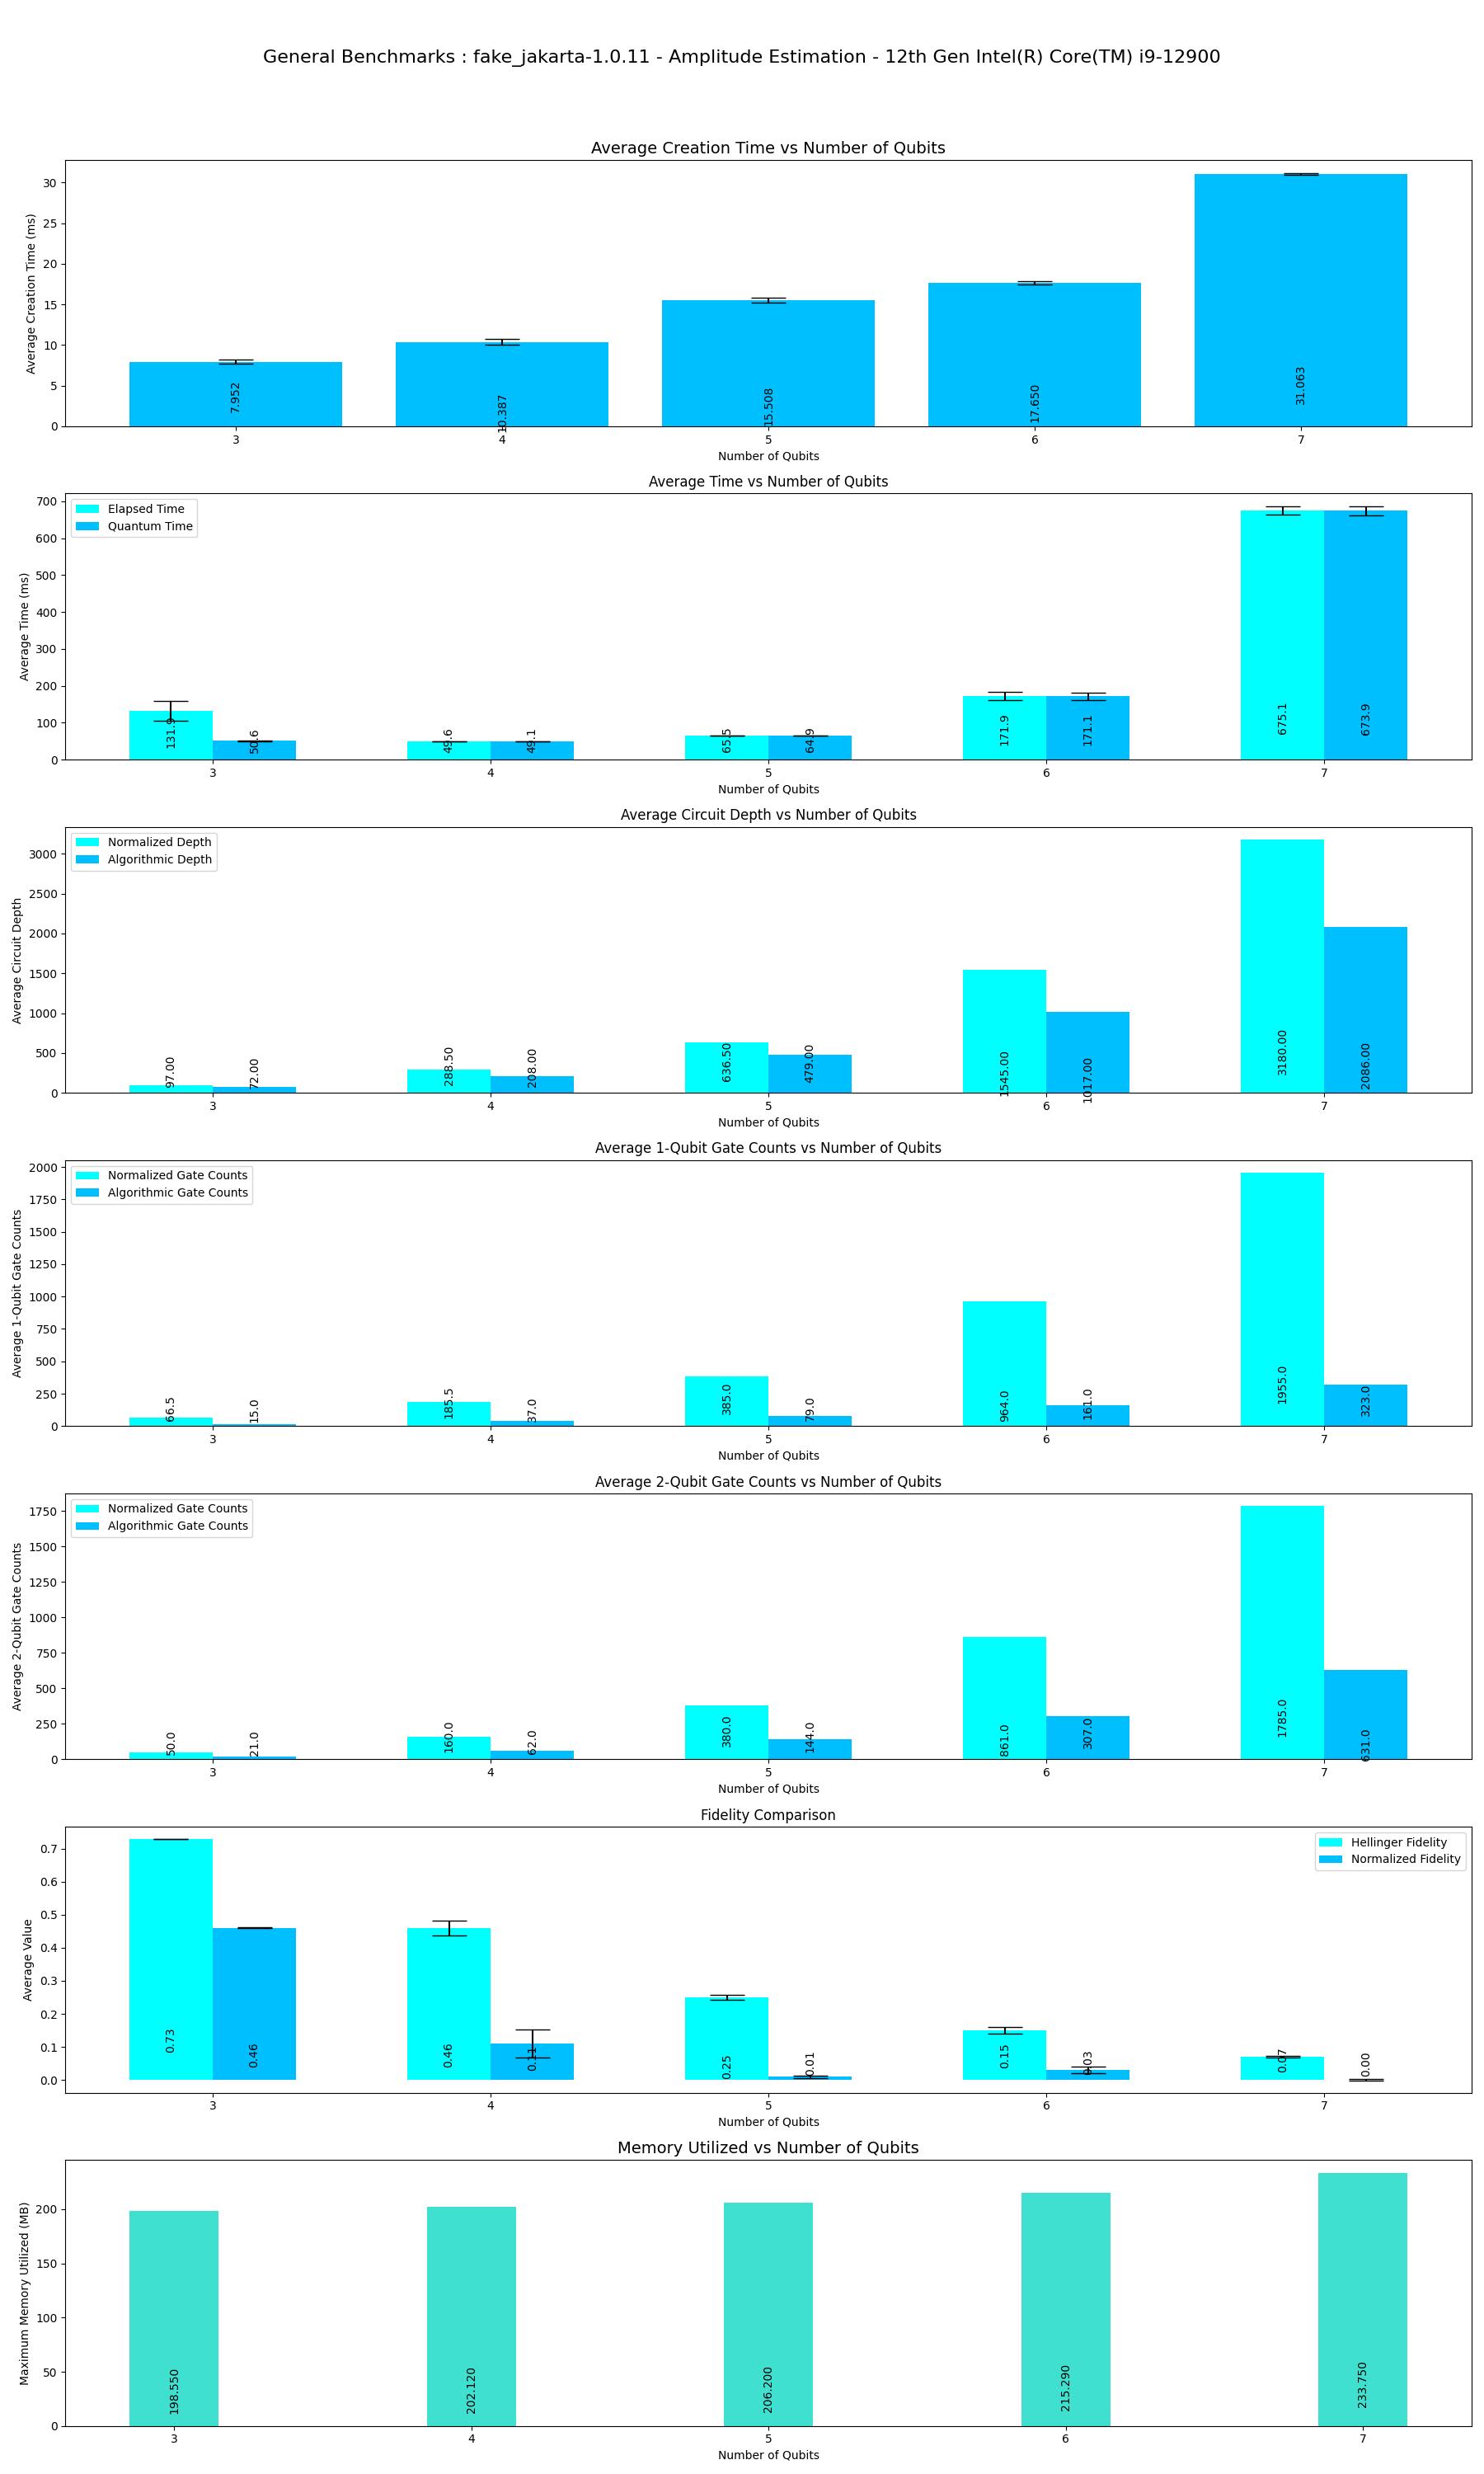 General Benchmarks : fake_jakarta-1.0.11 - Amplitude Estimation - 12th Gen Intel(R) Core(TM) i9-12900
Average Creation Time vs Number of Qubits
Average Creation Time (ms)
30
25
20
15
10
5
0
7.952
10.387
15.508
17.650
31.063
3 4 5 6 7
Number of Qubits
Average Time vs Number of Qubits
Elapsed Time
Quantum Time
Average Time (ms)
700
600
500
400
300
200
100
0
131.9 50.6 49.6 49.1 65.5 64.9 171.9 171.1 675.1 673.9
3 4 5 6 7
Number of Qubits
Average Circuit Depth vs Number of Qubits
Normalized Depth
Algorithmic Depth
Average Circuit Depth
3000
2500
2000
1500
1000
500
0
97.00 72.00 288.50 208.00 636.50 479.00 1545.00 1017.00 3180.00 2086.00
3 4 5 6 7
Number of Qubits
Average 1-Qubit Gate Counts vs Number of Qubits
Normalized Gate Counts
Algorithmic Gate Counts
Average 1-Qubit Gate Counts
2000
1750
1500
1250
1000
750
500
250
0
66.5 15.0 185.5 37.0 385.0 79.0 964.0 161.0 1955.0 323.0
3 4 5 6 7
Number of Qubits
Average 2-Qubit Gate Counts vs Number of Qubits
Normalized Gate Counts
Algorithmic Gate Counts
Average 2-Qubit Gate Counts
1750
1500
1250
1000
750
500
250
0
50.0 21.0 160.0 62.0 380.0 144.0 861.0 307.0 1785.0 631.0
3 4 5 6 7
Number of Qubits
Fidelity Comparison
Hellinger Fidelity
Normalized Fidelity
Average Value
0.7
0.6
0.5
0.4
0.3
0.2
0.1
0.0
0.73 0.46 0.46 0.11 0.25 0.01 0.15 0.03 0.07 0.00
3 4 5 6 7
Number of Qubits
Memory Utilized vs Number of Qubits
Maximum Memory Utilized (MB)
200
150
100
50
0
198.550 202.120 206.200 215.290 233.750
3 4 5 6 7
Number of Qubits